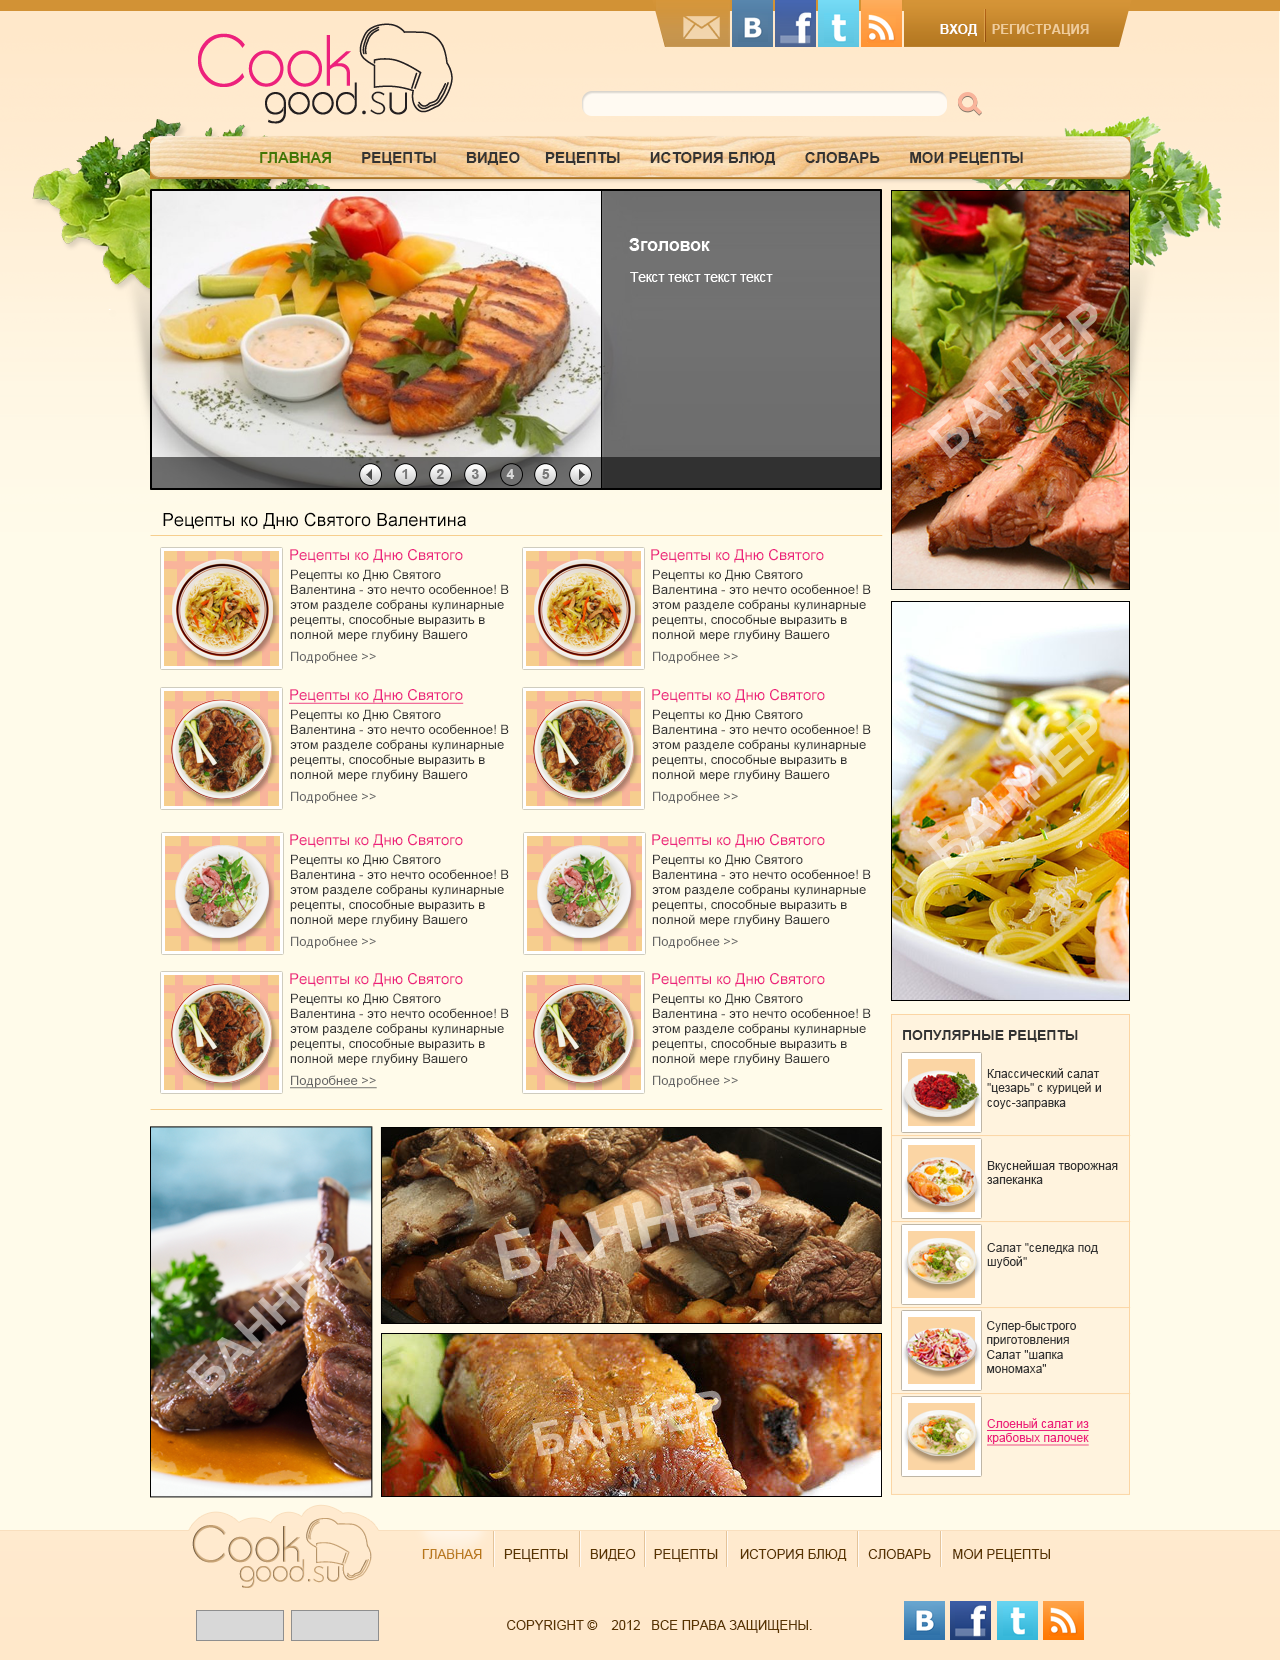 ВХОД
РЕГИСТРАЦИЯ
Cook
good.su
ГЛАВНАЯ РЕЦЕПТЫ ВИДЕО РЕЦЕПТЫ ИСТОРИЯ БЛЮД СЛОВАРЬ МОИ РЕЦЕПТЫ
Зголовок
Текст текст текст текст
1 2 3 4 5
БАННЕР
Рецепты ко Дню Святого Валентина
Рецепты ко Дню Святого
Рецепты ко Дню Святого
Валентина - это нечто особенное! В
этом разделе собраны кулинарные
рецепты, способные выразить в
полной мере глубину Вашего
Подробнее >>
Рецепты ко Дню Святого
Рецепты ко Дню Святого
Валентина - это нечто особенное! В
этом разделе собраны кулинарные
рецепты, способные выразить в
полной мере глубину Вашего
Подробнее >>
Рецепты ко Дню Святого
Рецепты ко Дню Святого
Валентина - это нечто особенное! В
этом разделе собраны кулинарные
рецепты, способные выразить в
полной мере глубину Вашего
Подробнее >>
Рецепты ко Дню Святого
Рецепты ко Дню Святого
Валентина - это нечто особенное! В
этом разделе собраны кулинарные
рецепты, способные выразить в
полной мере глубину Вашего
Подробнее >>
Рецепты ко Дню Святого
Рецепты ко Дню Святого
Валентина - это нечто особенное! В
этом разделе собраны кулинарные
рецепты, способные выразить в
полной мере глубину Вашего
Подробнее >>
Рецепты ко Дню Святого
Рецепты ко Дню Святого
Валентина - это нечто особенное! В
этом разделе собраны кулинарные
рецепты, способные выразить в
полной мере глубину Вашего
Подробнее >>
Рецепты ко Дню Святого
Рецепты ко Дню Святого
Валентина - это нечто особенное! В
этом разделе собраны кулинарные
рецепты, способные выразить в
полной мере глубину Вашего
Подробнее >>
Рецепты ко Дню Святого
Рецепты ко Дню Святого
Валентина - это нечто особенное! В
этом разделе собраны кулинарные
рецепты, способные выразить в
полной мере глубину Вашего
Подробнее >>
БАННЕР
ПОПУЛЯРНЫЕ РЕЦЕПТЫ
Классический салат
"цезарь" с курицей и
соус-заправка
Вкуснейшая творожная
запеканка
Салат "селедка под
шубой"
Супер-быстрого
приготовления
Салат "шапка
мономаха"
Слоеный салат из
крабовых палочек
БАННЕР
БАННЕР
БАННЕР
Cook
good.su
ГЛАВНАЯ РЕЦЕПТЫ ВИДЕО РЕЦЕПТЫ ИСТОРИЯ БЛЮД СЛОВАРЬ МОИ РЕЦЕПТЫ
COPYRIGHT © 2012 ВСЕ ПРАВА ЗАЩИЩЕНЫ.